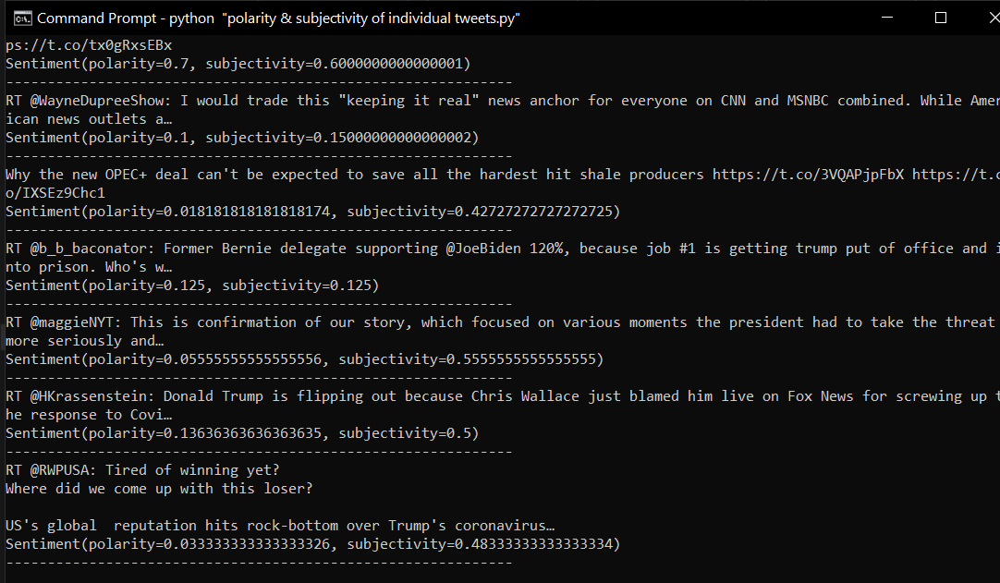 Command Prompt - python  "polarity & subjectivity of individual tweets.py"
ps://t.co/tx0gRxsEBx
Sentiment(polarity=0.7, subjectivity=0.6000000000000001)
-------------------------------------------------------------
RT @WayneDupreeShow: I would trade this "keeping it real" news anchor for everyone on CNN and MSNBC combined. While Amer
ican news outlets a…
Sentiment(polarity=0.1, subjectivity=0.15000000000000002)
-------------------------------------------------------------
Why the new OPEC+ deal can't be expected to save all the hardest hit shale producers https://t.co/3VQAPjpFbX https://t.c
o/IXSEz9Chc1
Sentiment(polarity=0.018181818181818174, subjectivity=0.42727272727272725)
-------------------------------------------------------------
RT @b_b_baconator: Former Bernie delegate supporting @JoeBiden 120%, because job #1 is getting trump put of office and i
nto prison. Who's w…
Sentiment(polarity=0.125, subjectivity=0.125)
-------------------------------------------------------------
RT @maggieNYT: This is confirmation of our story, which focused on various moments the president had to take the threat
more seriously and…
Sentiment(polarity=0.05555555555555556, subjectivity=0.5555555555555555)
-------------------------------------------------------------
RT @HKrassenstein: Donald Trump is flipping out because Chris Wallace just blamed him live on Fox News for screwing up t
he response to Covi…
Sentiment(polarity=0.13636363636363635, subjectivity=0.5)
-------------------------------------------------------------
RT @RWPUSA: Tired of winning yet?
Where did we come up with this loser?
US's global  reputation hits rock-bottom over Trump's coronavirus…
Sentiment(polarity=0.033333333333333326, subjectivity=0.48333333333333334)
-------------------------------------------------------------